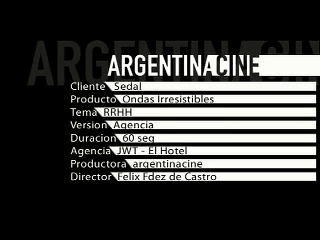 ARGENTINACINE
Cliente Sedal
Producto Ondas Irresistibles
Tema RRHH
Version Agencia
Duracion 60 seg
Agencia JWT - El Hotel
Productora argentinacine
Director Felix Fdez de Castro